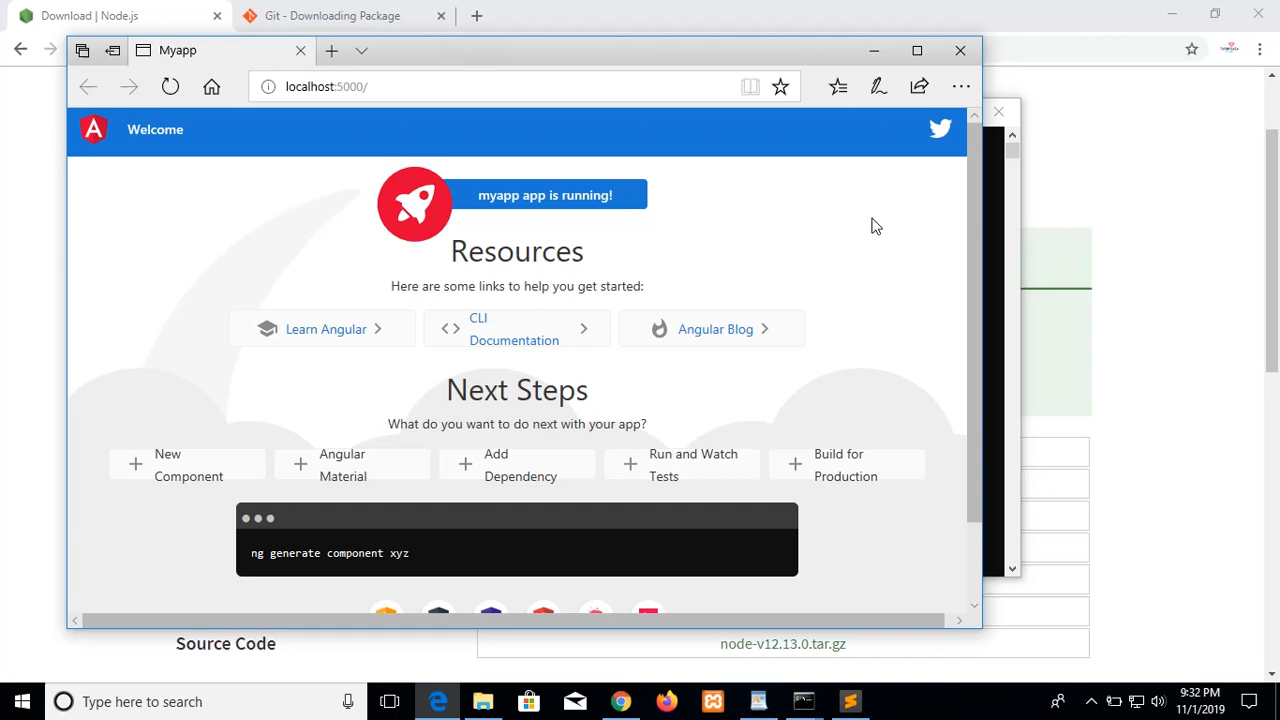 Download | Node.js
Git - Downloading Package
Myapp
localhost:5000/
Welcome
myapp app is running!
Resources
Here are some links to help you get started:
Learn Angular
CLI
Documentation
Angular Blog
Next Steps
What do you want to do next with your app?
New
Component
Angular
Material
Add
Dependency
Run and Watch
Tests
Build for
Production
ng generate component xyz
Source Code
node-v12.13.0.tar.gz
Type here to search
9:32 PM
11/1/2019